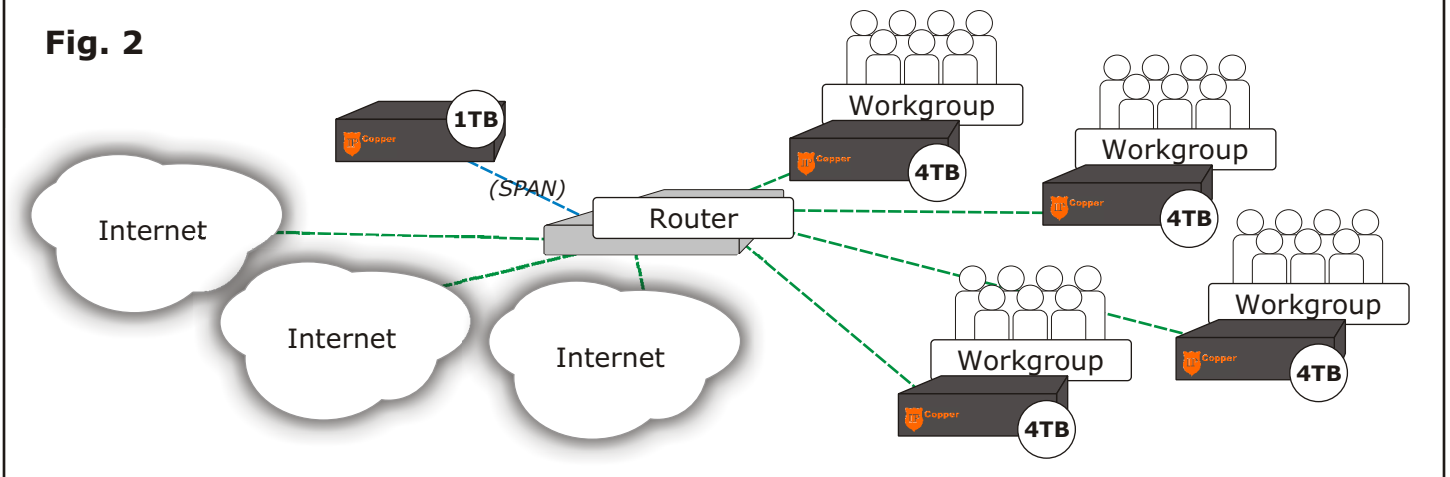 Fig. 2
1TB
Copper
(SPAN)
Router
Internet
Internet
Internet
Workgroup
Copper
4TB
Workgroup
Copper
4TB
Workgroup
Copper
4TB
Workgroup
Copper
4TB